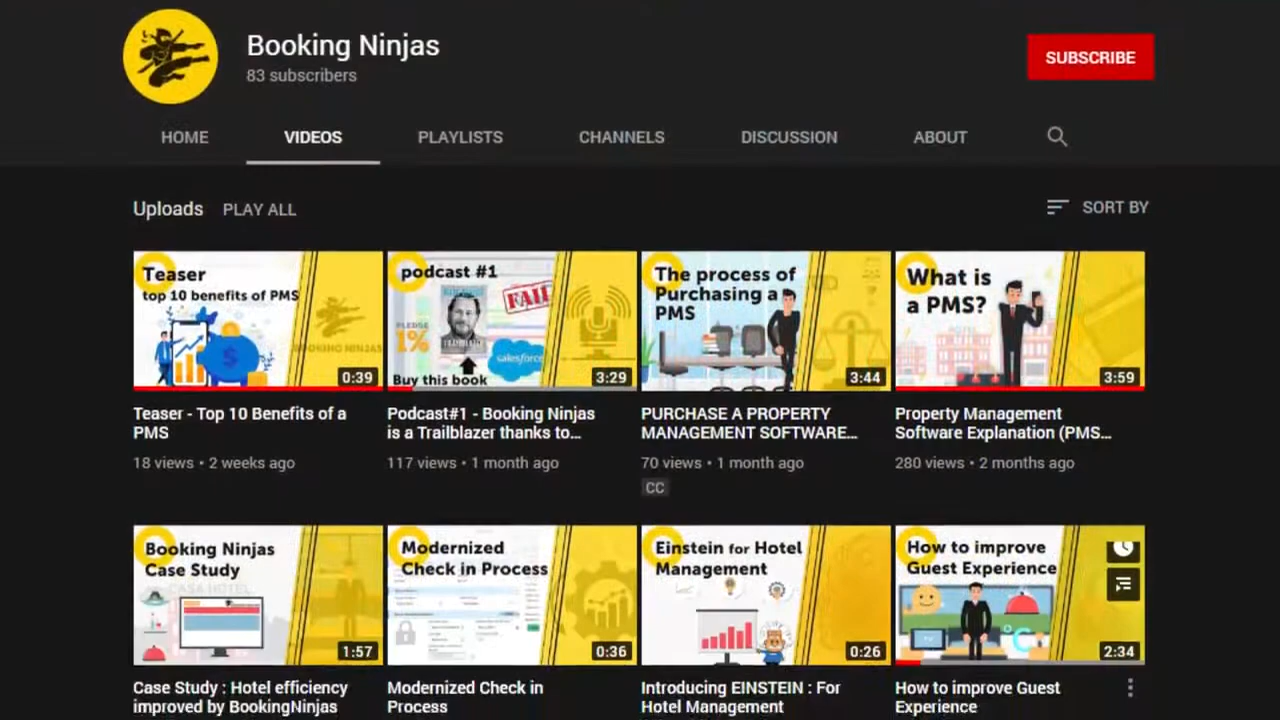 Booking Ninjas
83 subscribers
SUBSCRIBE
HOME
VIDEOS
PLAYLISTS
CHANNELS
DISCUSSION
ABOUT
Uploads
PLAY ALL
SORT BY
Teaser
top 10 benefits of PMS
BOOKING NINJAS
0:39
podcast #1
FAIL
PLEDGE
1%
TRAILBLAZER
salesforce
Buy this book
3:29
The process of
Purchasing a
PMS
3:44
What is
a PMS?
HOTEL
3:59
Teaser - Top 10 Benefits of a
PMS
18 views • 2 weeks ago
Podcast#1 - Booking Ninjas
is a Trailblazer thanks to...
117 views • 1 month ago
PURCHASE A PROPERTY
MANAGEMENT SOFTWARE...
70 views • 1 month ago
CC
Property Management
Software Explanation (PMS...
280 views • 2 months ago
Booking Ninjas
Case Study
CASA HOTEL
1:57
Modernized
Check in Process
0:36
Einstein for Hotel
Management
0:26
How to improve
Guest Experience
2:34
Case Study : Hotel efficiency
improved by BookingNinjas
Modernized Check in
Process
Introducing EINSTEIN : For
Hotel Management
How to improve Guest
Experience